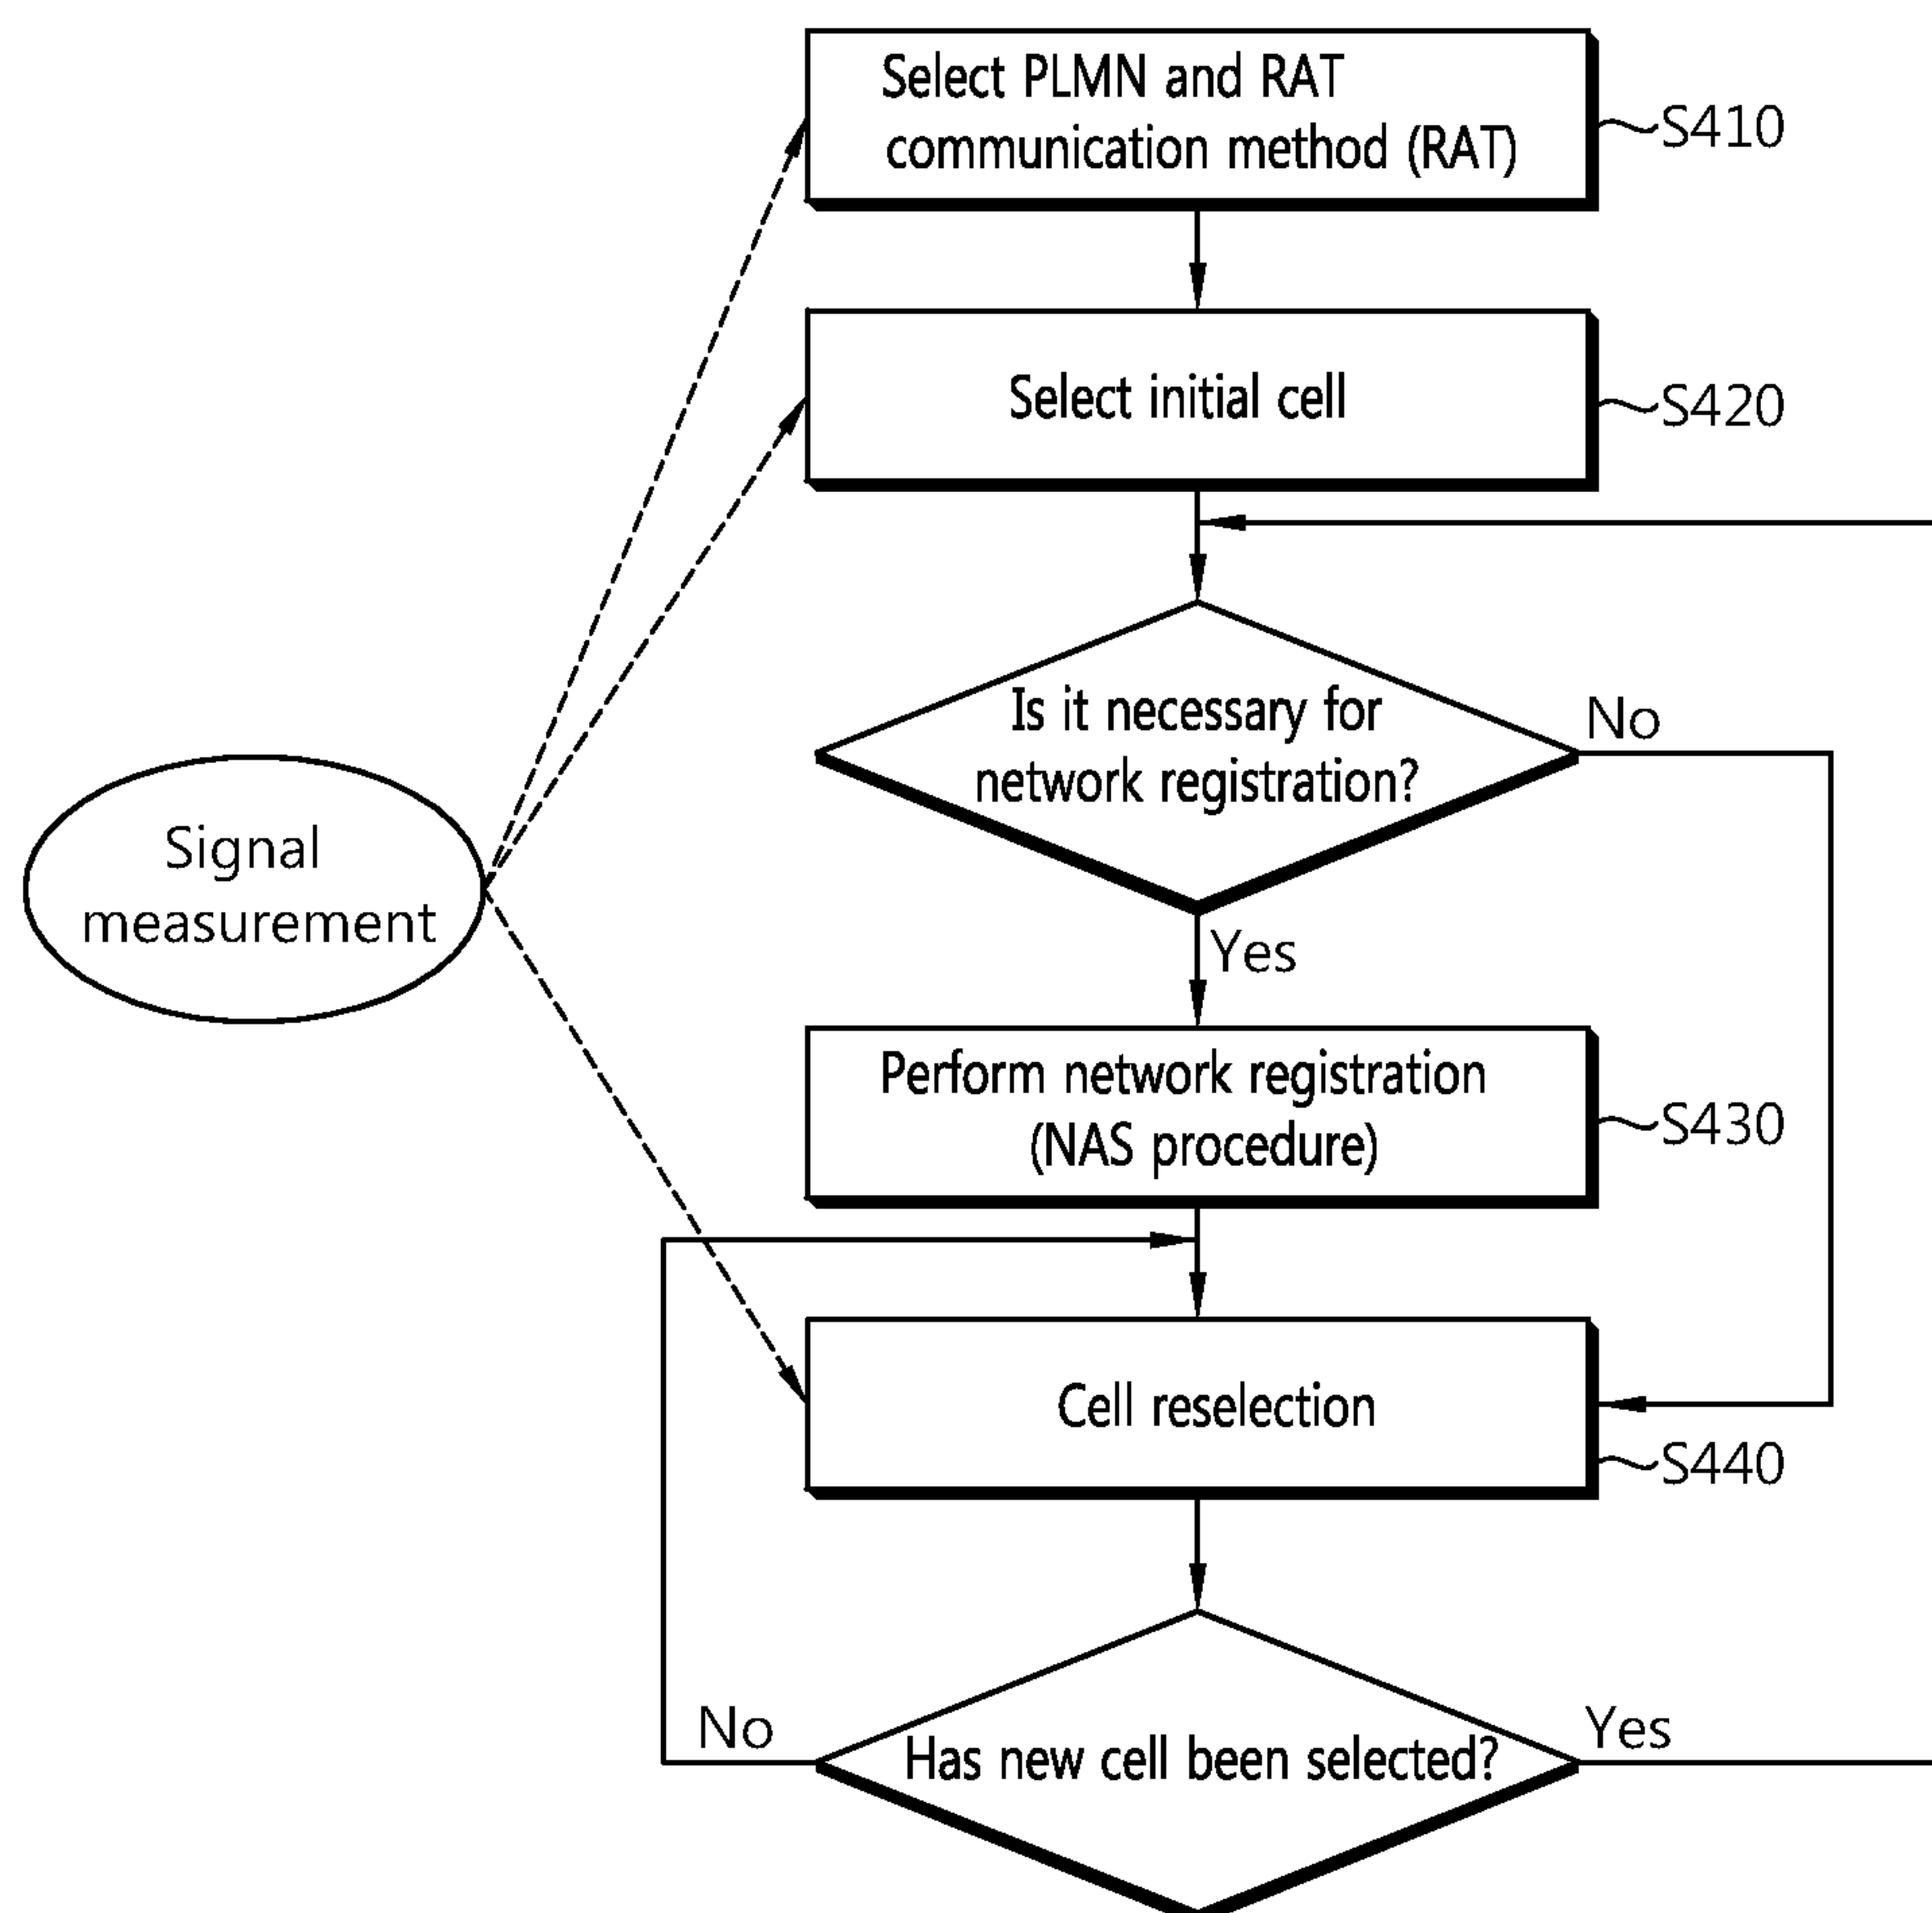 Select PLMN and RAT
communication method (RAT)
S410
Select initial cell
S420
Is it necessary for
network registration?
No
Signal
measurement
Yes
Perform network registration
(NAS procedure)
S430
Cell reselection
S440
No
Has new cell been selected?
Yes